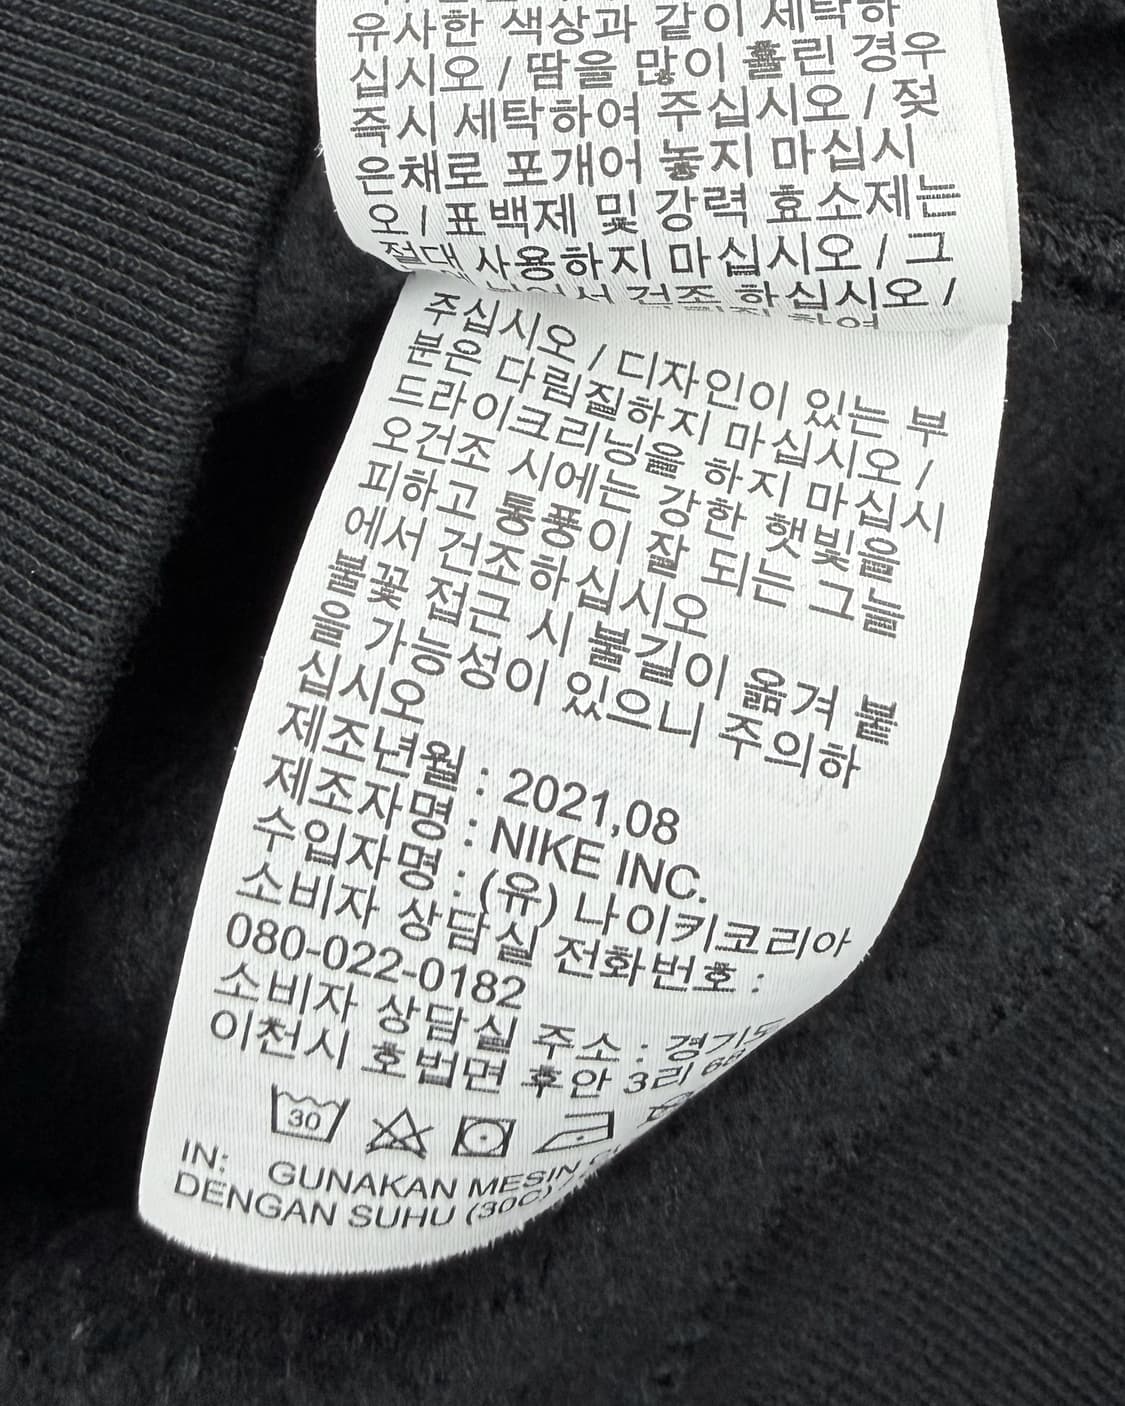 유사한 색상과 같이 세탁하
십시오 / 땀을 많이 흘린 경우
즉시 세탁하여 주십시오 / 젖
은채로 포개어 놓지 마십시
오 / 표백제 및 강력 효소제는
절대 사용하지 마십시오 / 그
건조 하십시오 /
주십시오 / 디자인이 있는 부
분은 다림질하지 마십시오 /
드라이크리닝을 하지 마십시
오건조 시에는 강한 햇빛을
피하고 통풍이 잘 되는 그늘
에서 건조하십시오
불꽃 접근 시 불길이 옮겨 붙
을 가능성이 있으니 주의하
십시오
제조년월 : 2021,08
제조자명 : NIKE INC.
수입자명 : (유) 나이키코리아
소비자 상담실 전화번호 :
080-022-0182
소비자 상담실 주소 : 경기도
이천시 호법면 후안 3리 68
30
IN: GUNAKAN MESIN
DENGAN SUHU (30C)